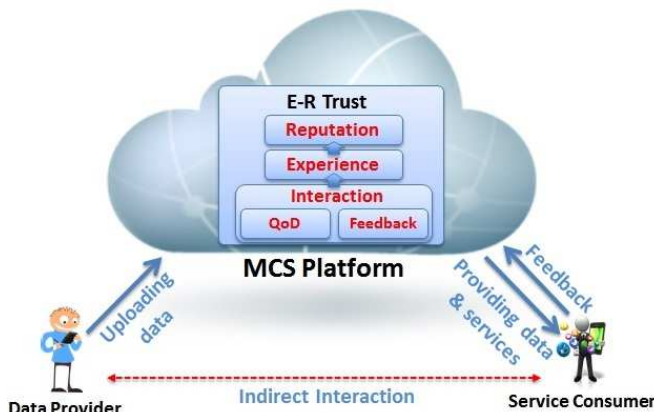 E-R Trust
Reputation
Experience
Interaction
QoD
Feedback
MCS Platform
Uploading
data
Providing data
& services
Feedback
Indirect Interaction
Data Provider
Service Consumer